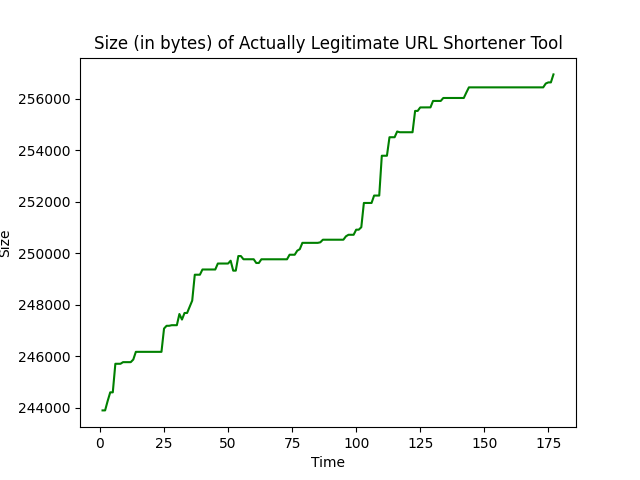 Size (in bytes) of Actually Legitimate URL Shortener Tool
256000
254000
252000
250000
248000
246000
244000
Size
0 25 50 75 100 125 150 175
Time